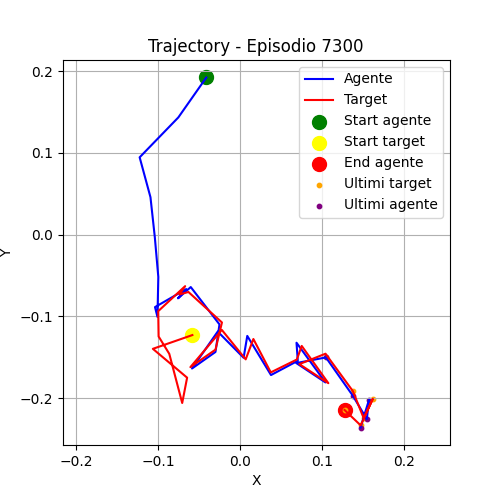 Trajectory - Episodio 7300
0.2
0.1
0.0
−0.1
−0.2
Y
−0.2
−0.1
0.0
0.1
0.2
X
Agente
Target
Start agente
Start target
End agente
Ultimi target
Ultimi agente